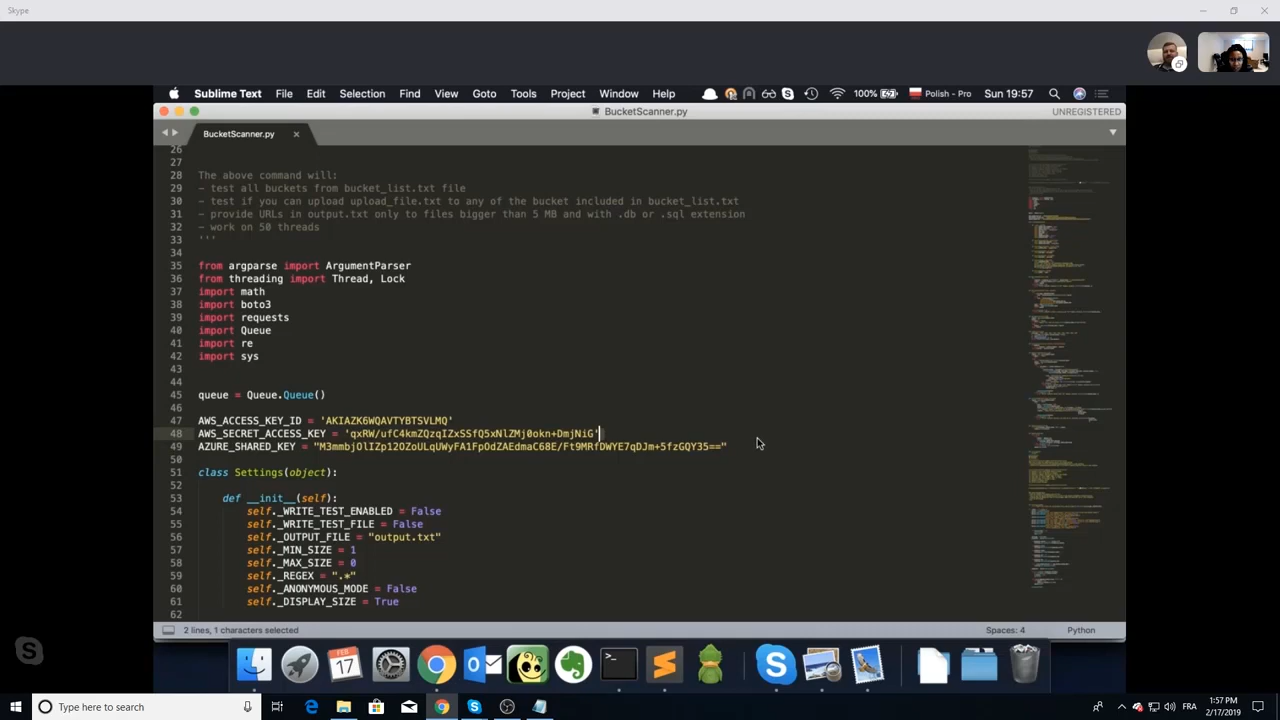 Skype
Sublime Text File Edit Selection Find View Goto Tools Project Window Help 100% Polish - Pro Sun 19:57
BucketScanner.py UNREGISTERED
BucketScanner.py
26
27
28 The above command will:
29 - test all buckets from bucket_list.txt file
30 - test if you can upload upload_file.txt to any of the bucket included in bucket_list.txt
31 - provide URLs in output.txt only to files bigger than 5 MB and with .db or .sql extension
32 - work on 50 threads
33 '''
34
35 from argparse import ArgumentParser
36 from threading import Thread, Lock
37 import math
38 import boto3
39 import requests
40 import Queue
41 import re
42 import sys
43
44
45 queue = Queue.Queue()
46
47 AWS_ACCESS_KEY_ID =
48 AWS_SECRET_ACCESS_KEY =
49 AZURE_SHARED_KEY =
50
51 class Settings(object):
52
53 def __init__(self):
54 self._WRITE_TEST_ENABLED = False
55 self._WRITE_TEST_FILE = False
56 self._OUTPUT_FILE = "output.txt"
57 self._MIN_SIZE = 1
58 self._MAX_SIZE = 1
59 self._REGEX = ".*"
60 self._ANONYMOUS_MODE = False
61 self._DISPLAY_SIZE = True
62
2 lines, 1 characters selected Spaces: 4 Python
FEB
17
Type here to search
FRA
1:57 PM
2/17/2019